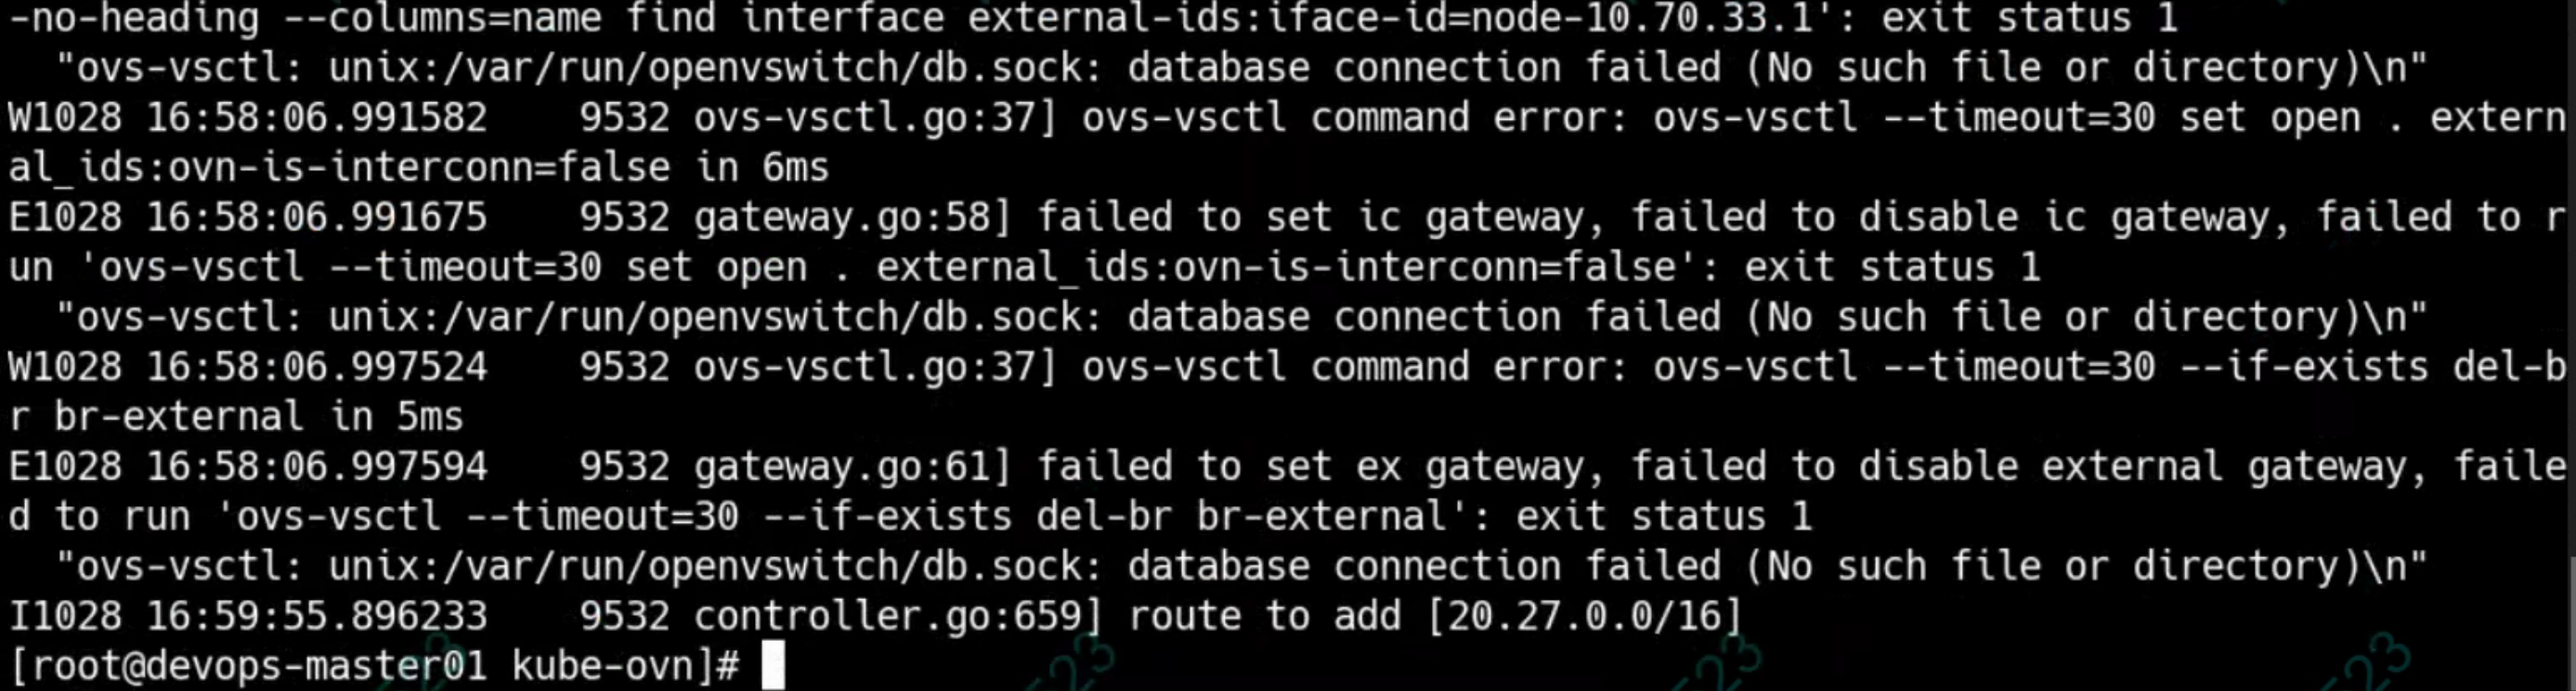 -no-heading --columns=name find interface external-ids:iface-id=node-10.70.33.1': exit status 1
  "ovs-vsctl: unix:/var/run/openvswitch/db.sock: database connection failed (No such file or directory)\n"
W1028 16:58:06.991582    9532 ovs-vsctl.go:37] ovs-vsctl command error: ovs-vsctl --timeout=30 set open . extern
al_ids:ovn-is-interconn=false in 6ms
E1028 16:58:06.991675    9532 gateway.go:58] failed to set ic gateway, failed to disable ic gateway, failed to r
un 'ovs-vsctl --timeout=30 set open . external_ids:ovn-is-interconn=false': exit status 1
  "ovs-vsctl: unix:/var/run/openvswitch/db.sock: database connection failed (No such file or directory)\n"
W1028 16:58:06.997524    9532 ovs-vsctl.go:37] ovs-vsctl command error: ovs-vsctl --timeout=30 --if-exists del-b
r br-external in 5ms
E1028 16:58:06.997594    9532 gateway.go:61] failed to set ex gateway, failed to disable external gateway, faile
d to run 'ovs-vsctl --timeout=30 --if-exists del-br br-external': exit status 1
  "ovs-vsctl: unix:/var/run/openvswitch/db.sock: database connection failed (No such file or directory)\n"
I1028 16:59:55.896233    9532 controller.go:659] route to add [20.27.0.0/16]
[root@devops-master01 kube-ovn]#